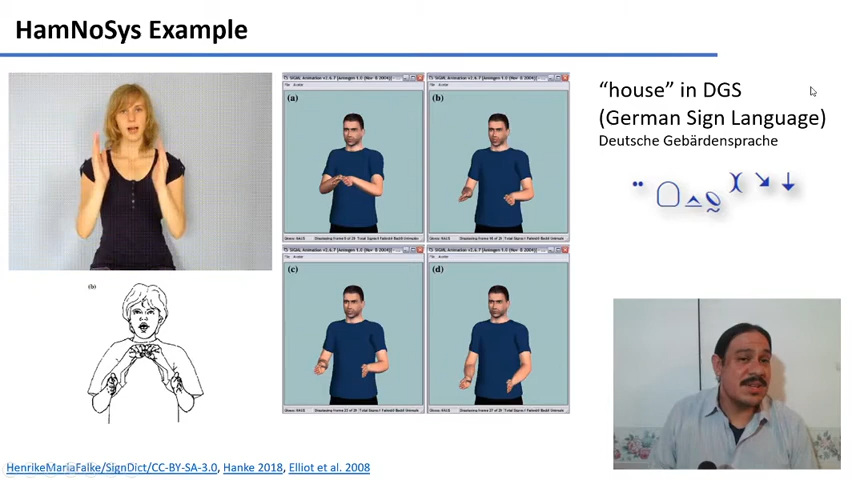 HamNoSys Example
"house" in DGS
(German Sign Language)
Deutsche Gebärdensprache
(a)
(b)
(c)
(d)
(b)
HenrikeMariaFalke/SignDict/CC-BY-SA-3.0, Hanke 2018, Elliot et al. 2008